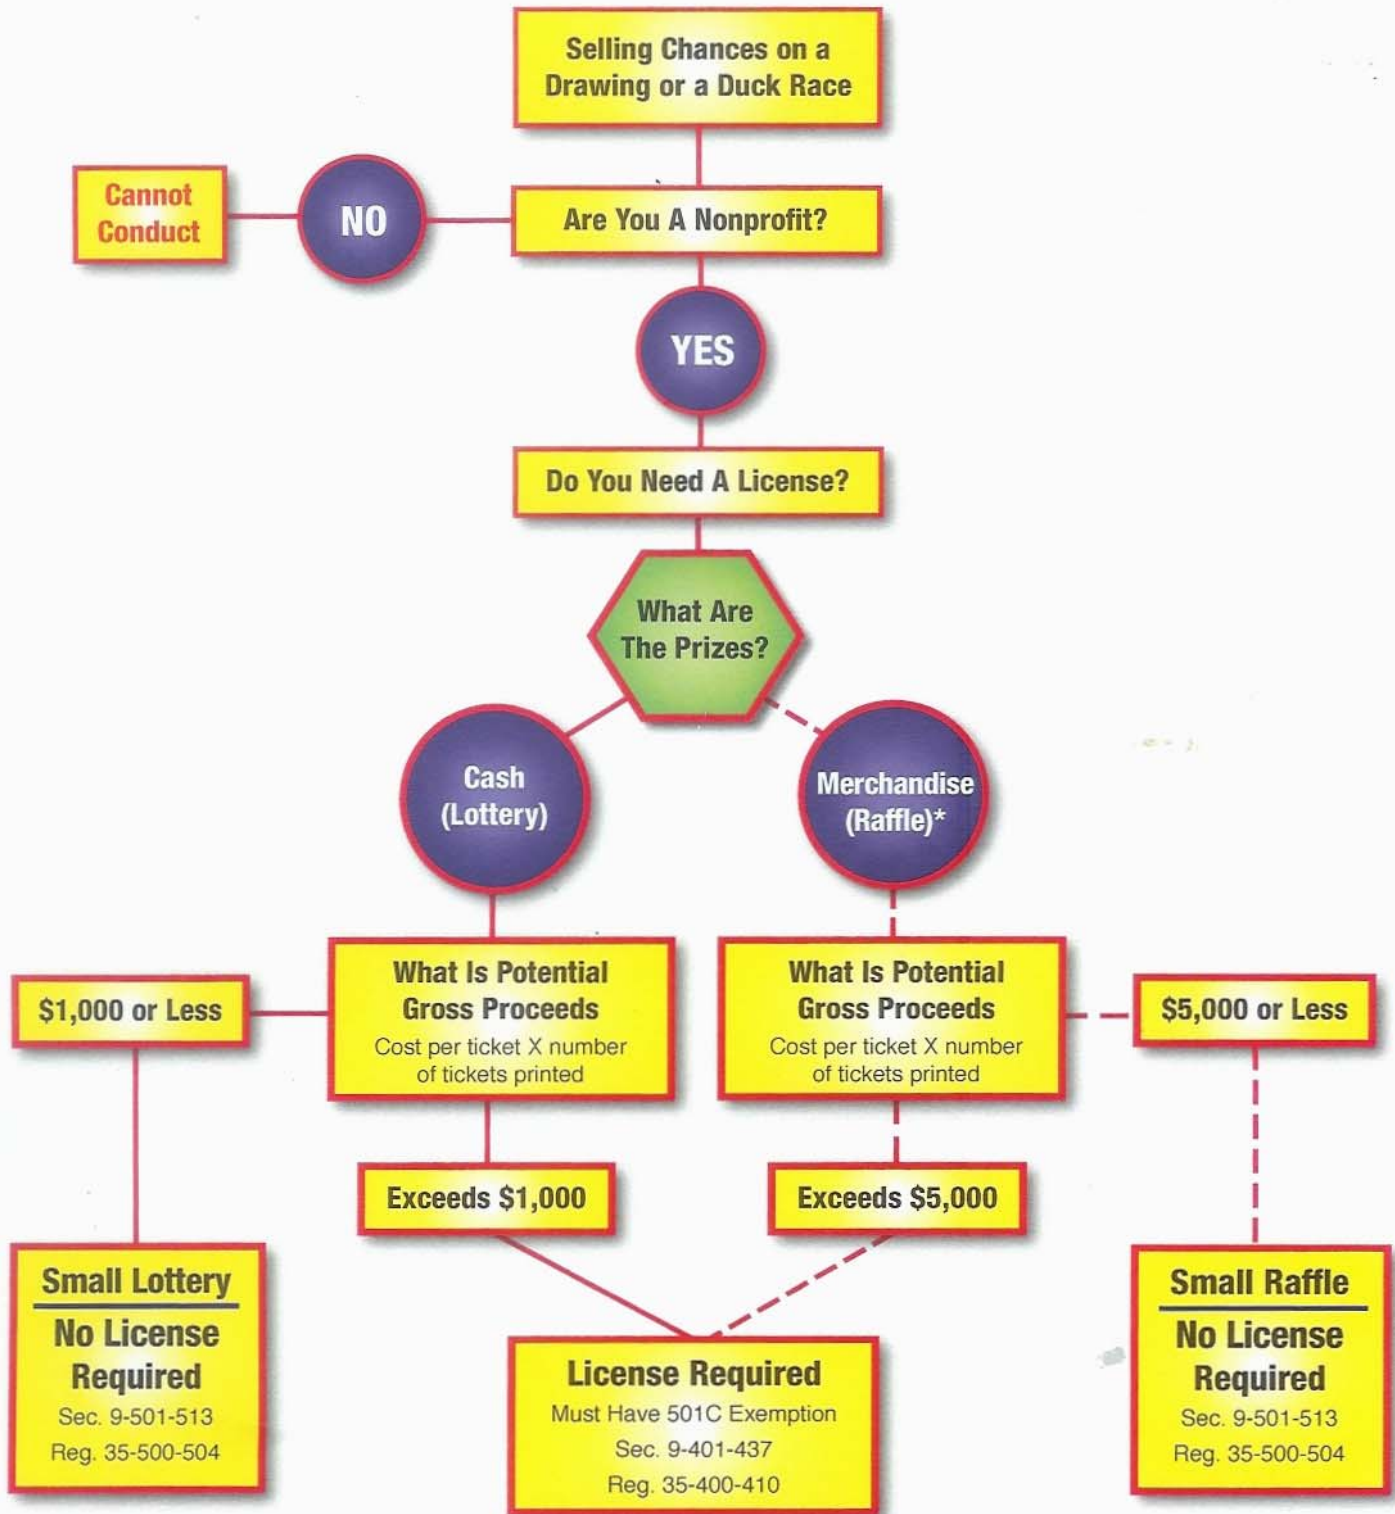 Selling Chances on a
Drawing or a Duck Race
Cannot
Conduct
NO
Are You A Nonprofit?
YES
Do You Need A License?
What Are
The Prizes?
Cash
(Lottery)
Merchandise
(Raffle)*
$1,000 or Less
What Is Potential
Gross Proceeds
Cost per ticket X number
of tickets printed
What Is Potential
Gross Proceeds
Cost per ticket X number
of tickets printed
$5,000 or Less
Exceeds $1,000
Exceeds $5,000
Small Lottery
No License
Required
Sec. 9-501-513
Reg. 35-500-504
License Required
Must Have 501C Exemption
Sec. 9-401-437
Reg. 35-400-410
Small Raffle
No License
Required
Sec. 9-501-513
Reg. 35-500-504